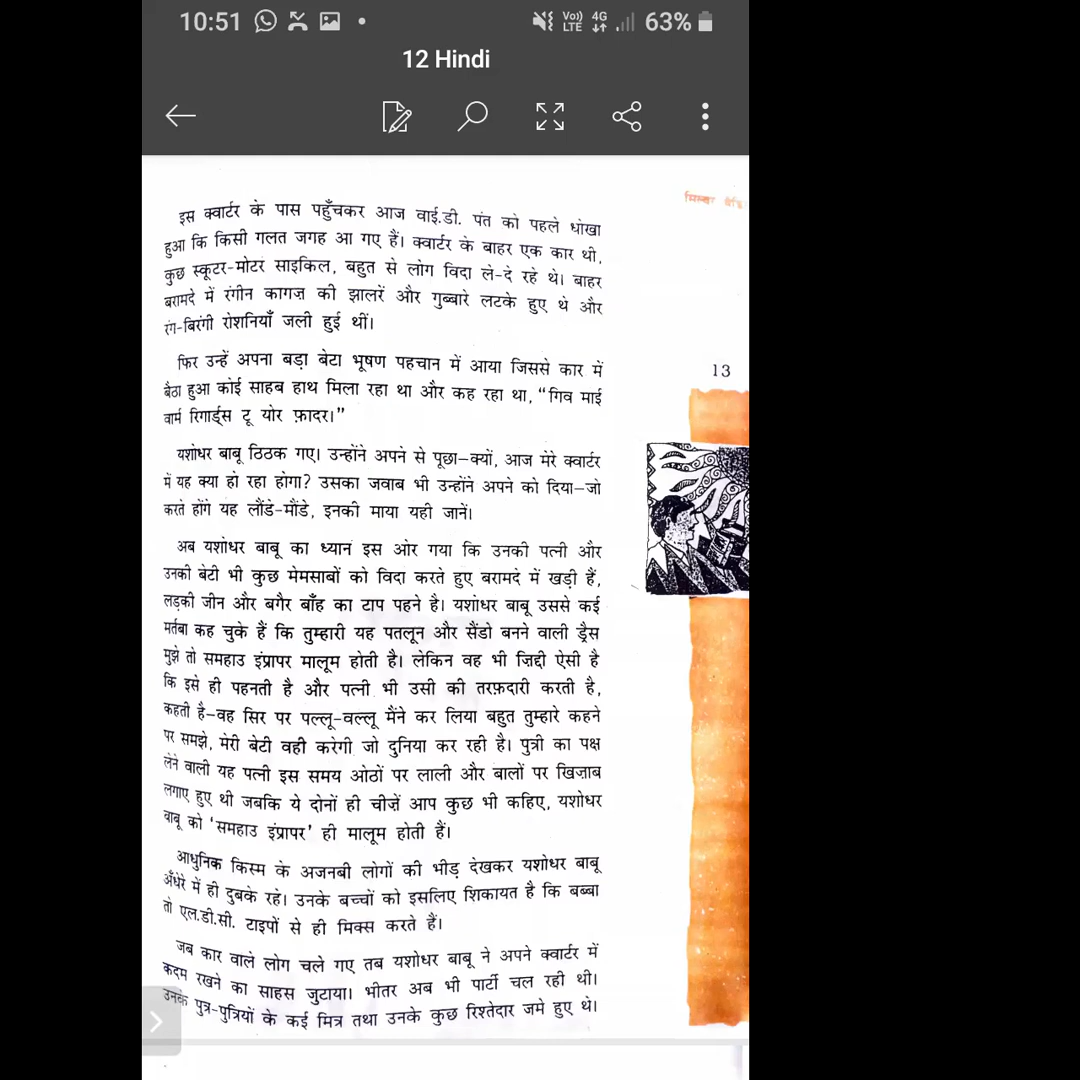 10:51
Vo)) LTE 4G 63%
12 Hindi
इस क्वार्टर के पास पहुँचकर आज वाई.डी. पंत को पहले धोखा
हुआ कि किसी गलत जगह आ गए हैं। क्वार्टर के बाहर एक कार थी,
कुछ स्कूटर-मोटर साइकिल, बहुत से लोग विदा ले-दे रहे थे। बाहर
बरामदे में रंगीन कागज़ की झालरें और गुब्बारे लटके हुए थे और
रंग-बिरंगी रोशनियाँ जली हुई थीं।
फिर उन्हें अपना बड़ा बेटा भूषण पहचान में आया जिससे कार में
बैठा हुआ कोई साहब हाथ मिला रहा था और कह रहा था, “गिव माई
वार्म रिगार्ड्स टू योर फ़ादर।”
यशोधर बाबू ठिठक गए। उन्होंने अपने से पूछा—क्यों, आज मेरे क्वार्टर
में यह क्या हो रहा होगा? उसका जवाब भी उन्होंने अपने को दिया—जो
करते होंगे यह लौंडे-मौंडे, इनकी माया यही जानें।
अब यशोधर बाबू का ध्यान इस ओर गया कि उनकी पत्नी और
उनकी बेटी भी कुछ मेमसाबों को विदा करते हुए बरामदे में खड़ी हैं,
लड़की जीन और बगैर बाँह का टाप पहने है। यशोधर बाबू उससे कई
मर्तबा कह चुके हैं कि तुम्हारी यह पतलून और सैंडो बनने वाली ड्रैस
मुझे तो समहाउ इंप्रापर मालूम होती है। लेकिन वह भी ज़िद्दी ऐसी है
कि इसे ही पहनती है और पत्नी भी उसी की तरफ़दारी करती है,
कहती है—वह सिर पर पल्लू-वल्लू मैंने कर लिया बहुत तुम्हारे कहने
पर समझे, मेरी बेटी वही करेगी जो दुनिया कर रही है। पुत्री का पक्ष
लेने वाली यह पत्नी इस समय ओठों पर लाली और बालों पर खिज़ाब
लगाए हुए थी जबकि ये दोनों ही चीज़ें आप कुछ भी कहिए, यशोधर
बाबू को ‘समहाउ इंप्रापर’ ही मालूम होती हैं।
आधुनिक किस्म के अजनबी लोगों की भीड़ देखकर यशोधर बाबू
अँधेरे में ही दुबके रहे। उनके बच्चों को इसलिए शिकायत है कि बब्बा
तो एल.डी.सी. टाइपों से ही मिक्स करते हैं।
जब कार वाले लोग चले गए तब यशोधर बाबू ने अपने क्वार्टर में
कदम रखने का साहस जुटाया। भीतर अब भी पार्टी चल रही थी।
उनके पुत्र-पुत्रियों के कई मित्र तथा उनके कुछ रिश्तेदार जमे हुए थे।
13